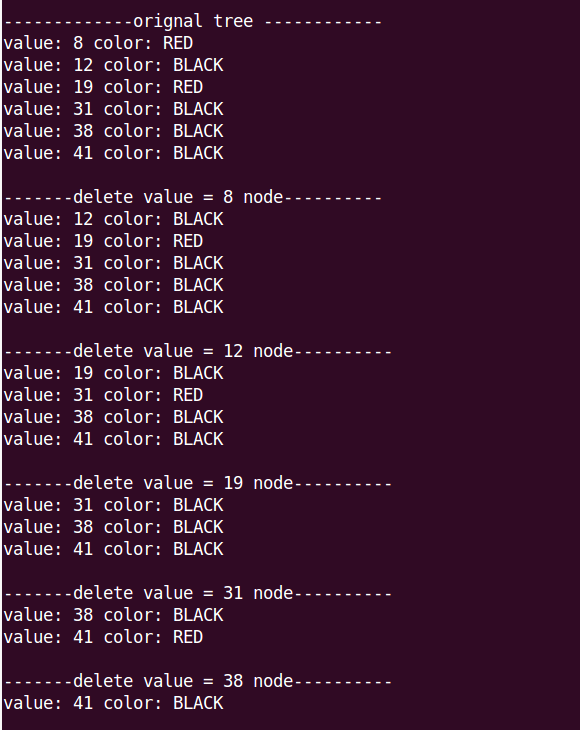 -------------orignal tree ------------
value: 8 color: RED
value: 12 color: BLACK
value: 19 color: RED
value: 31 color: BLACK
value: 38 color: BLACK
value: 41 color: BLACK
-------delete value = 8 node----------
value: 12 color: BLACK
value: 19 color: RED
value: 31 color: BLACK
value: 38 color: BLACK
value: 41 color: BLACK
-------delete value = 12 node----------
value: 19 color: BLACK
value: 31 color: RED
value: 38 color: BLACK
value: 41 color: BLACK
-------delete value = 19 node----------
value: 31 color: BLACK
value: 38 color: BLACK
value: 41 color: BLACK
-------delete value = 31 node----------
value: 38 color: BLACK
value: 41 color: RED
-------delete value = 38 node----------
value: 41 color: BLACK